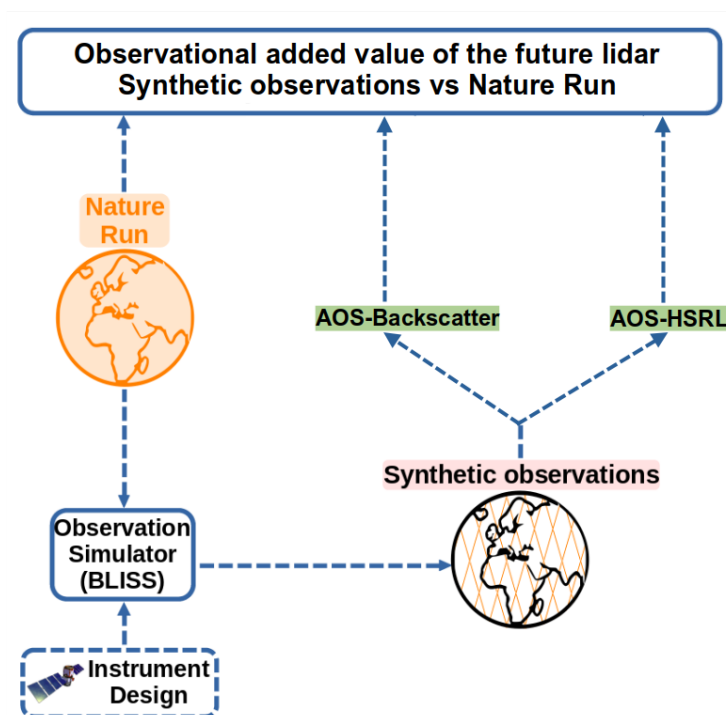 Observational added value of the future lidar
Synthetic observations vs Nature Run
Nature
Run
AOS-Backscatter
AOS-HSRL
Synthetic observations
Observation
Simulator
(BLISS)
Instrument
Design